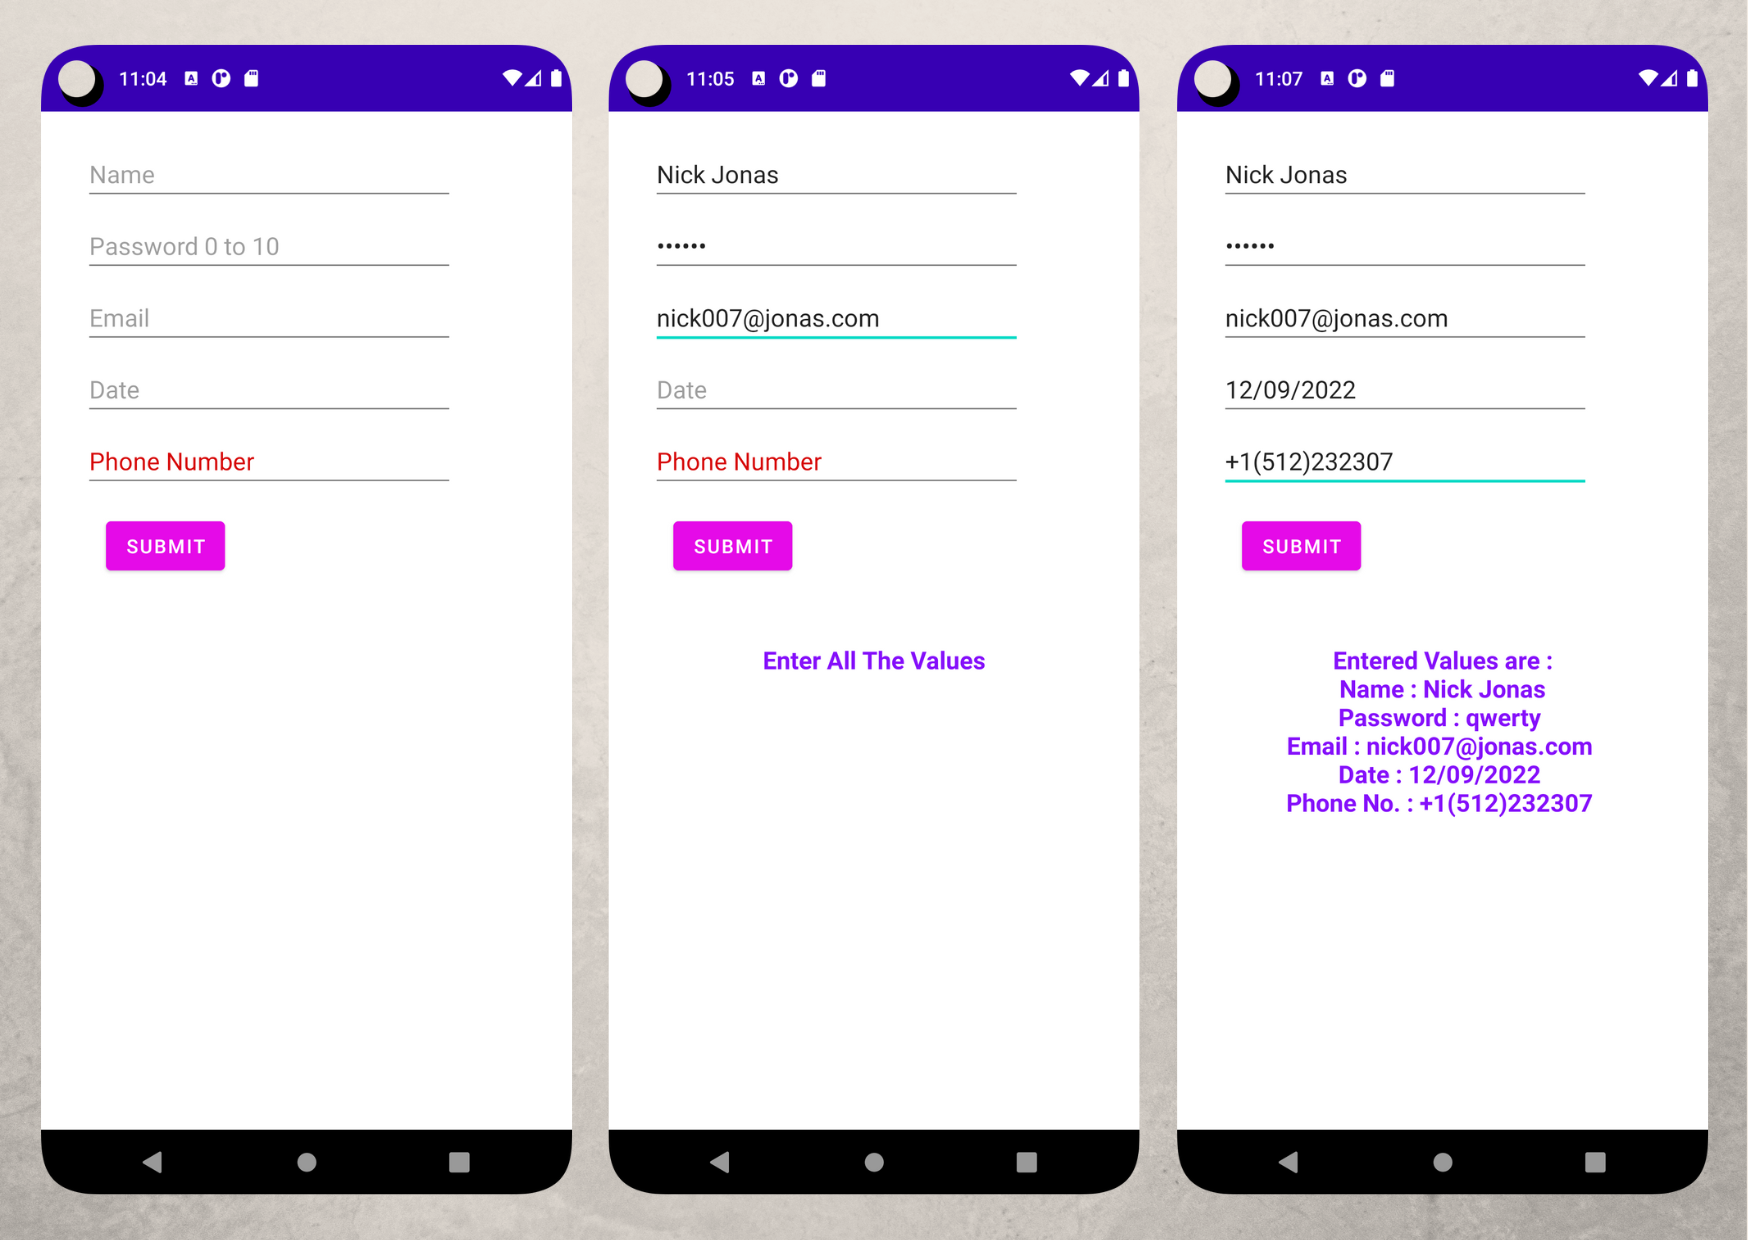 11:04
Name
Password 0 to 10
Email
Date
Phone Number
SUBMIT
11:05
Nick Jonas
••••••
nick007@jonas.com
Date
Phone Number
SUBMIT
Enter All The Values
11:07
Nick Jonas
••••••
nick007@jonas.com
12/09/2022
+1(512)232307
SUBMIT
Entered Values are :
Name : Nick Jonas
Password : qwerty
Email : nick007@jonas.com
Date : 12/09/2022
Phone No. : +1(512)232307